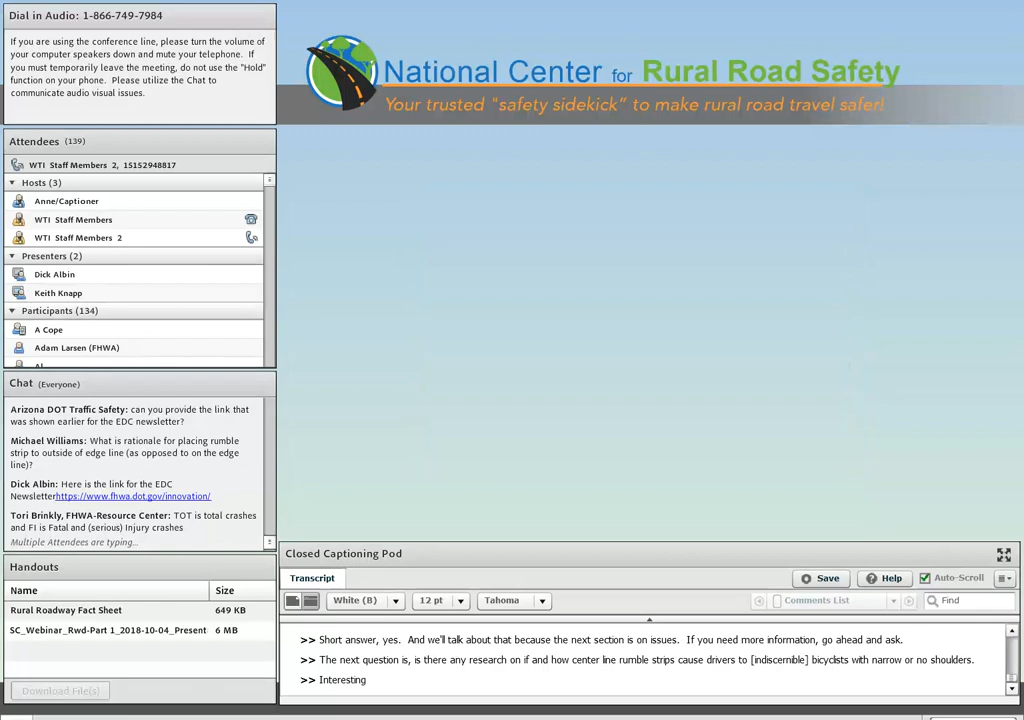 Dial in Audio: 1-866-749-7984
If you are using the conference line, please turn the volume of
your computer speakers down and mute your telephone. If
you must temporarily leave the meeting, do not use the "Hold"
function on your phone. Please utilize the Chat to
communicate audio visual issues.
National Center for Rural Road Safety
Your trusted "safety sidekick" to make rural road travel safer!
Attendees (139)
WTI Staff Members 2, 15152948817
Hosts (3)
Anne/Captioner
WTI Staff Members
WTI Staff Members 2
Presenters (2)
Dick Albin
Keith Knapp
Participants (134)
A Cope
Adam Larsen (FHWA)
Chat (Everyone)
Arizona DOT Traffic Safety: can you provide the link that
was shown earlier for the EDC newsletter?
Michael Williams: What is rationale for placing rumble
strip to outside of edge line (as opposed to on the edge
line)?
Dick Albin: Here is the link for the EDC
Newsletterhttps://www.fhwa.dot.gov/innovation/
Tori Brinkly, FHWA-Resource Center: TOT is total crashes
and FI is Fatal and (serious) Injury crashes
Multiple Attendees are typing...
Handouts
Name Size
Rural Roadway Fact Sheet 649 KB
SC_Webinar_Rwd-Part 1_2018-10-04_Present 6 MB
Download File(s)
Closed Captioning Pod
Transcript Save Help Auto-Scroll
White (B) 12 pt Tahoma Comments List Find
>> Short answer, yes. And we'll talk about that because the next section is on issues. If you need more information, go ahead and ask.
>> The next question is, is there any research on if and how center line rumble strips cause drivers to [indiscernible] bicyclists with narrow or no shoulders.
>> Interesting